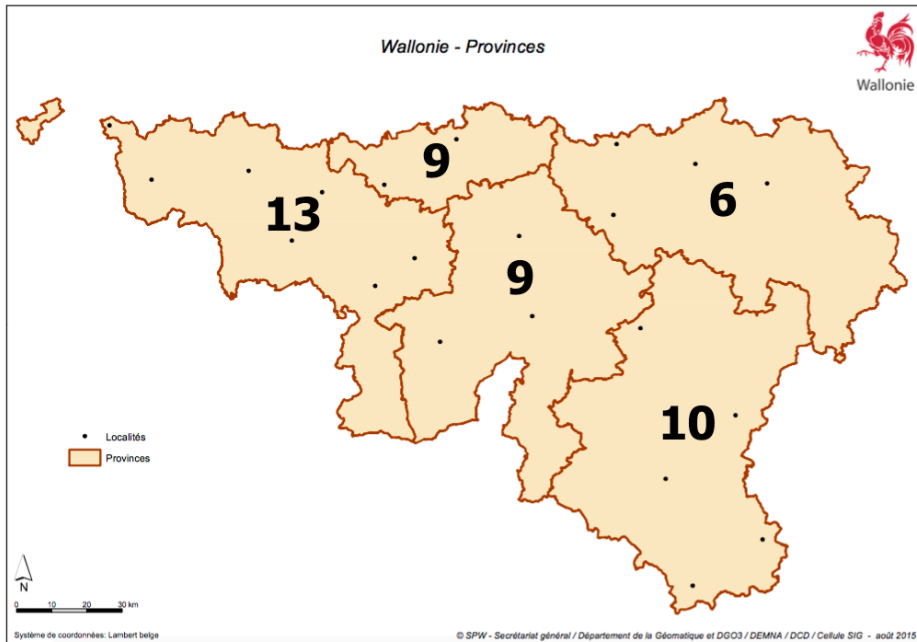 Wallonie - Provinces
Wallonie
9
13
6
9
10
Localités
Provinces
N
0 10 20 30 km
Système de coordonnées: Lambert belge
© SPW - Secrétariat général / Département de la Géomatique et DGO3 / DEMNA / DCD / Cellule SIG - août 2015